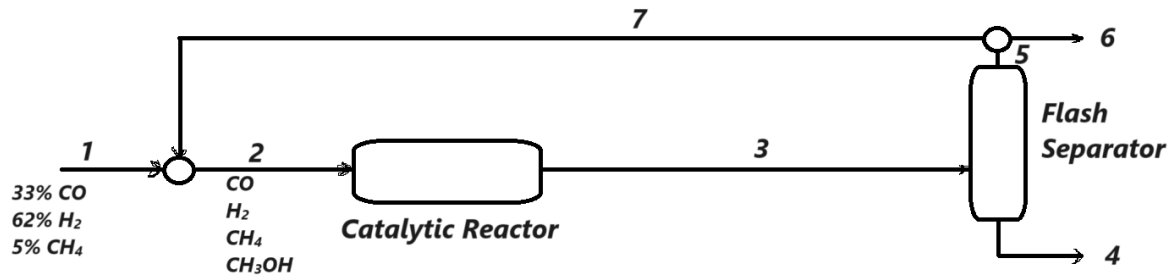 7
6
5
Flash
Separator
1
2
3
33% CO
62% H₂
5% CH₄
CO
H₂
CH₄
CH₃OH
Catalytic Reactor
4